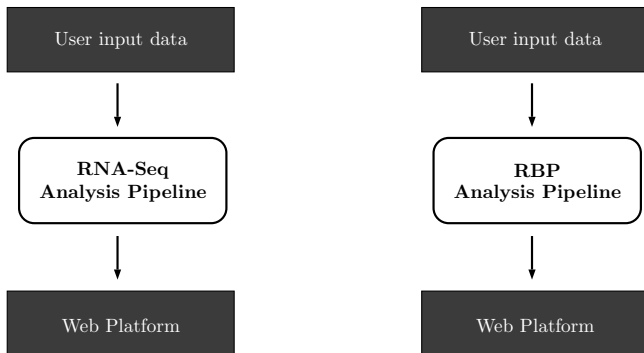 User input data
RNA-Seq
Analysis Pipeline
Web Platform
User input data
RBP
Analysis Pipeline
Web Platform